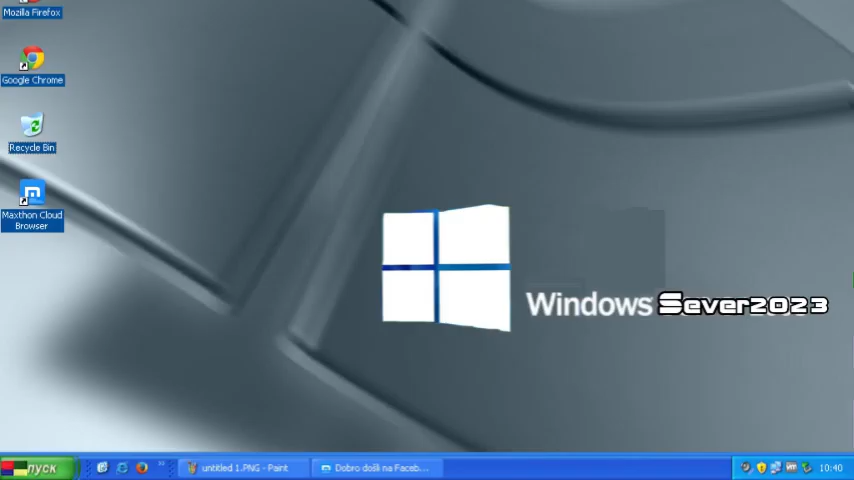 Mozilla Firefox
Google Chrome
Recycle Bin
Maxthon Cloud
Browser
Windows Sever2023
пуск
untitled 1.PNG - Paint
Dobro došli na Faceb...
10:40